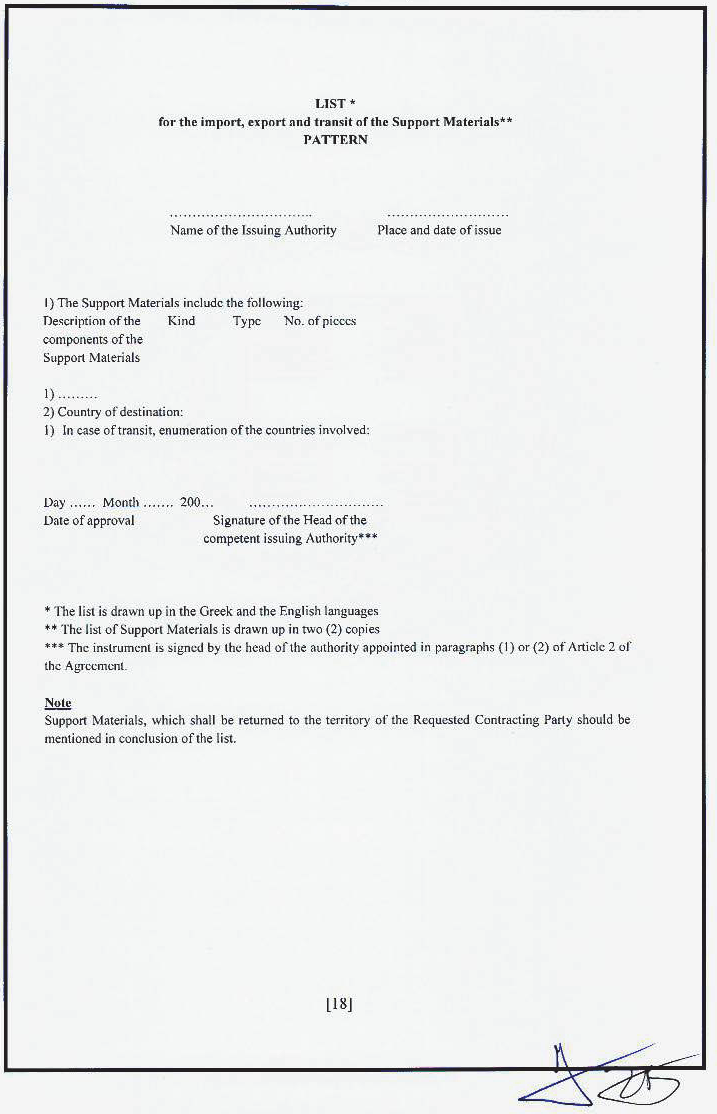 LIST *
for the import, export and transit of the Support Materials**
PATTERN
............................... ...........................
Name of the Issuing Authority Place and date of issue
1) The Support Materials include the following:
Description of the Kind Type No. of pieces
components of the
Support Materials
1) .........
2) Country of destination:
1) In case of transit, enumeration of the countries involved:
Day ...... Month ....... 200... ..............................
Date of approval Signature of the Head of the
competent issuing Authority***
* The list is drawn up in the Greek and the English languages
** The list of Support Materials is drawn up in two (2) copies
*** The instrument is signed by the head of the authority appointed in paragraphs (1) or (2) of Article 2 of
the Agreement.
Note
Support Materials, which shall be returned to the territory of the Requested Contracting Party should be
mentioned in conclusion of the list.
[18]